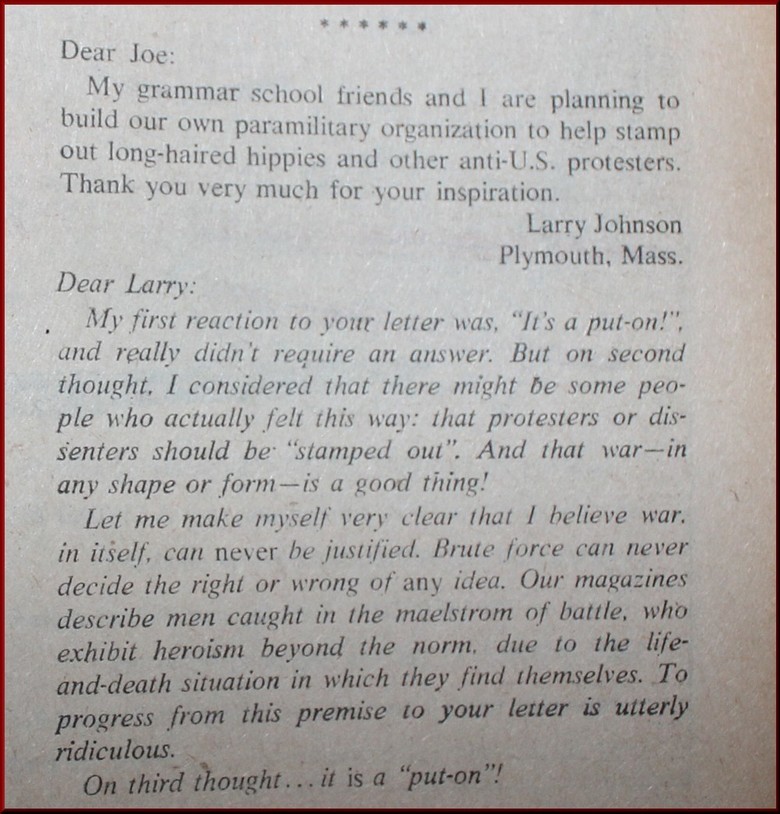 * * * * * *
Dear Joe:
My grammar school friends and I are planning to
build our own paramilitary organization to help stamp
out long-haired hippies and other anti-U.S. protesters.
Thank you very much for your inspiration.
Larry Johnson
Plymouth, Mass.
Dear Larry:
My first reaction to your letter was, "It's a put-on!",
and really didn't require an answer. But on second
thought, I considered that there might be some peo-
ple who actually felt this way: that protesters or dis-
senters should be "stamped out". And that war—in
any shape or form—is a good thing!
Let me make myself very clear that I believe war,
in itself, can never be justified. Brute force can never
decide the right or wrong of any idea. Our magazines
describe men caught in the maelstrom of battle, who
exhibit heroism beyond the norm, due to the life-
and-death situation in which they find themselves. To
progress from this premise to your letter is utterly
ridiculous.
On third thought...it is a "put-on"!